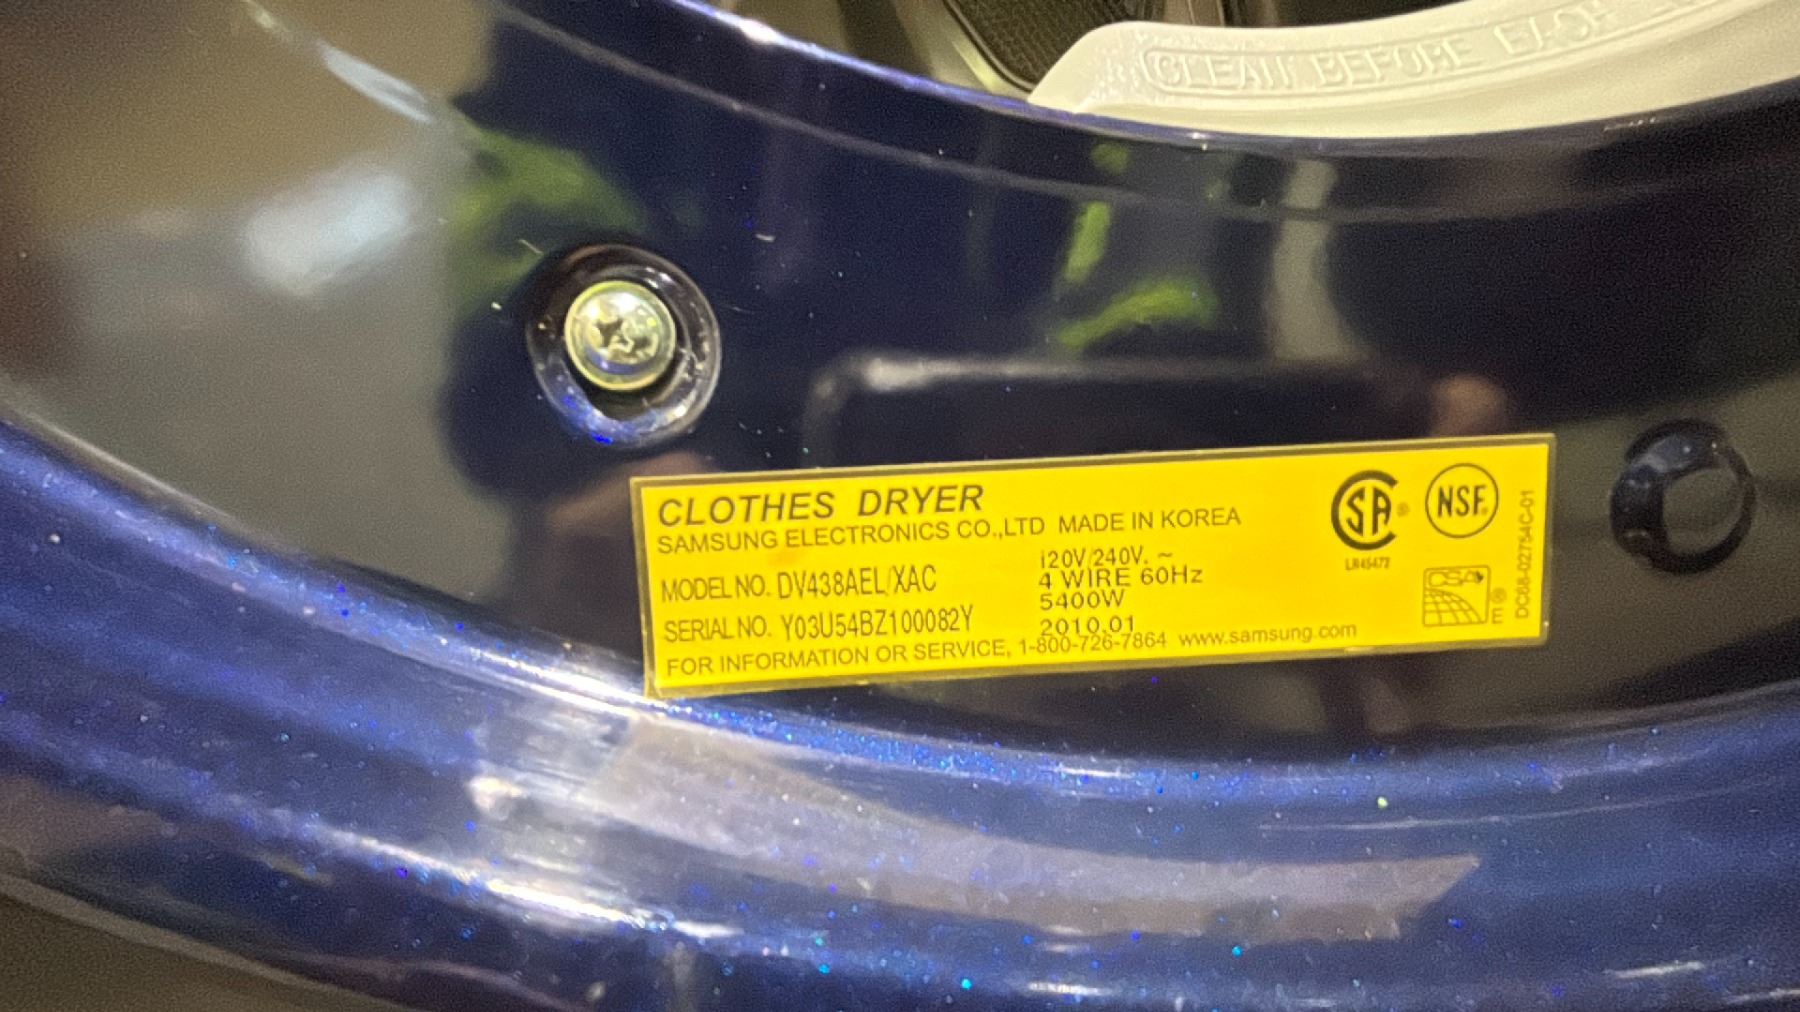 CLEAN BEFORE EACH
CLOTHES DRYER
SAMSUNG ELECTRONICS CO.,LTD MADE IN KOREA
MODEL NO. DV438AEL/XAC
SERIAL NO. Y03U54BZ100082Y
120V/240V. ~
4 WIRE 60Hz
5400W
2010.01
FOR INFORMATION OR SERVICE, 1-800-726-7864 www.samsung.com
SA ®
LR45472
NSF.
CSA
E ®
DC68-02754C-01